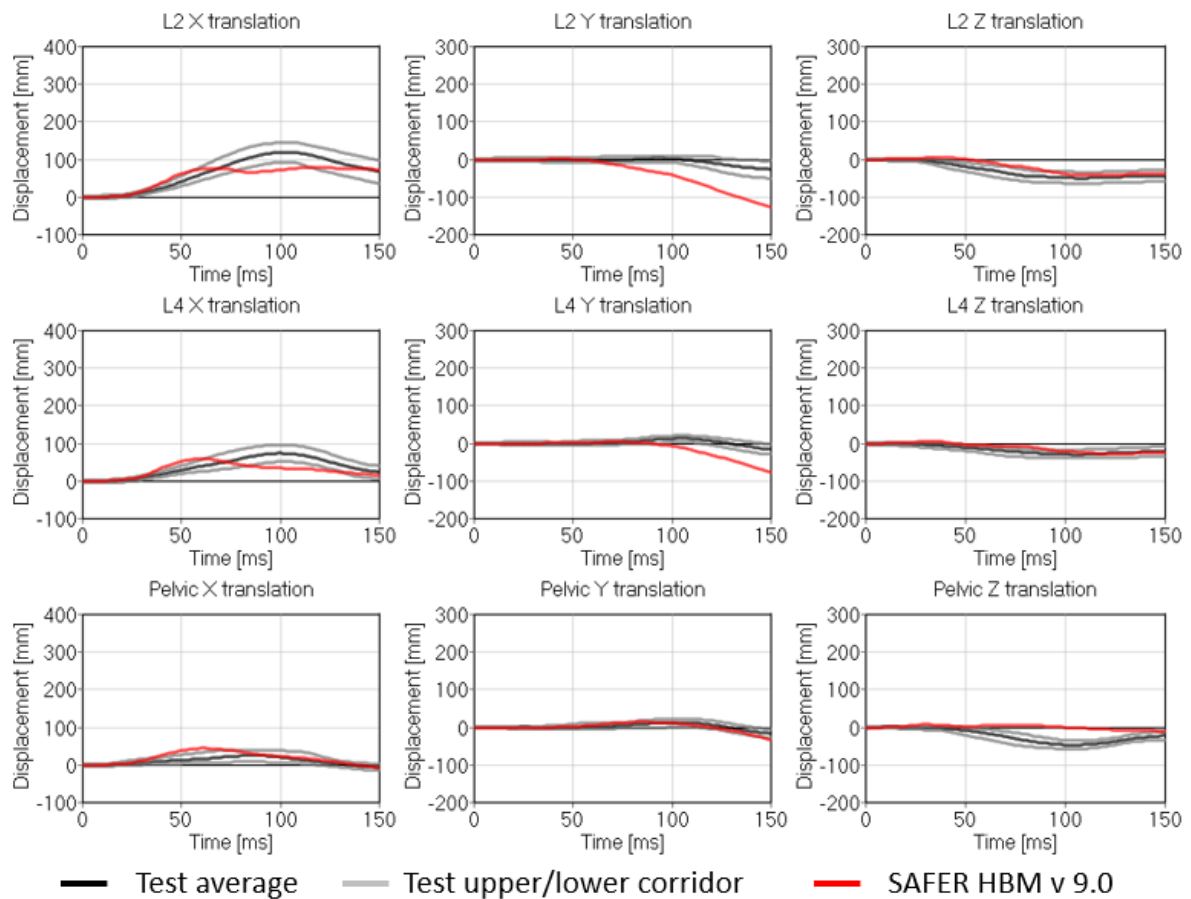 L2 X translation
400
300
200
100
0
-100
Displacement [mm]
0 50 100 150
Time [ms]
L2 Y translation
300
200
100
0
-100
-200
Displacement [mm]
0 50 100 150
Time [ms]
L2 Z translation
300
200
100
0
-100
-200
Displacement [mm]
0 50 100 150
Time [ms]
L4 X translation
400
300
200
100
0
-100
Displacement [mm]
0 50 100 150
Time [ms]
L4 Y translation
300
200
100
0
-100
-200
Displacement [mm]
0 50 100 150
Time [ms]
L4 Z translation
300
200
100
0
-100
-200
Displacement [mm]
0 50 100 150
Time [ms]
Pelvic X translation
400
300
200
100
0
-100
Displacement [mm]
0 50 100 150
Time [ms]
Pelvic Y translation
300
200
100
0
-100
-200
Displacement [mm]
0 50 100 150
Time [ms]
Pelvic Z translation
300
200
100
0
-100
-200
Displacement [mm]
0 50 100 150
Time [ms]
Test average Test upper/lower corridor SAFER HBM v 9.0